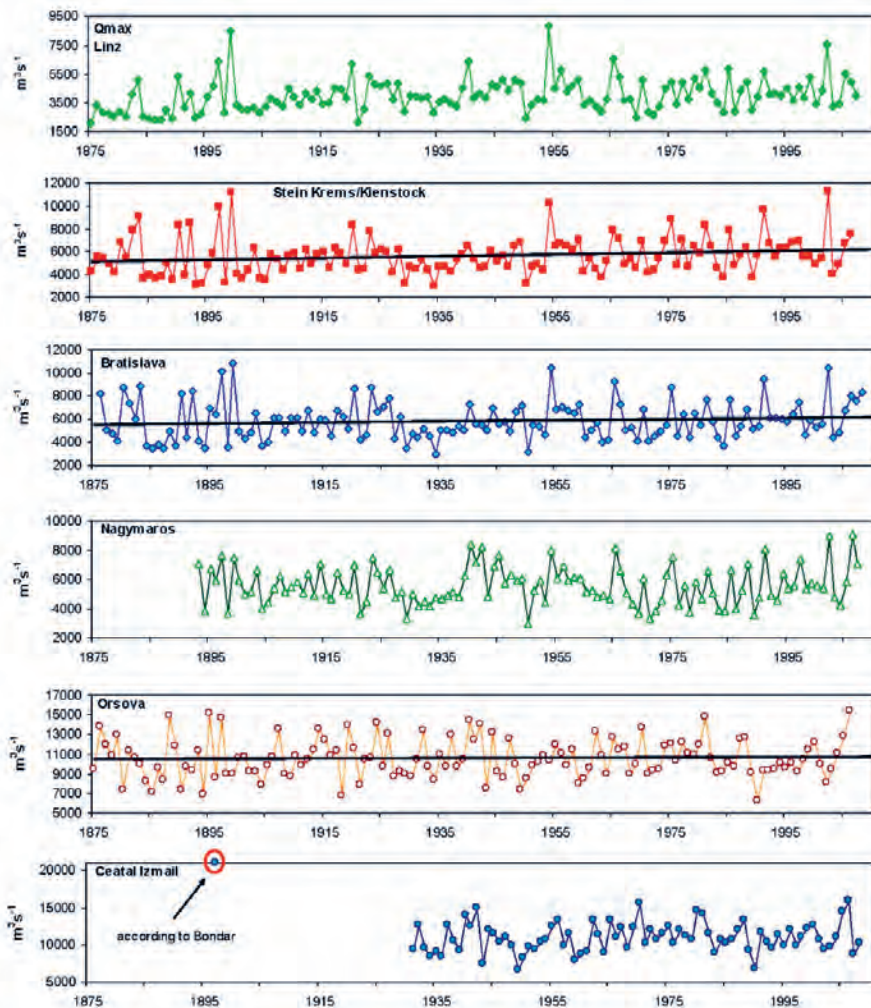 9500
Qmax
Linz
7500
m³s⁻¹
5500
3500
1500
1875 1895 1915 1935 1955 1975 1995
12000
Stein Krems/Kienstock
10000
m³s⁻¹
8000
6000
4000
2000
1875 1895 1915 1935 1955 1975 1995
12000
Bratislava
10000
m³s⁻¹
8000
6000
4000
2000
1875 1895 1915 1935 1955 1975 1995
10000
Nagymaros
8000
m³s⁻¹
6000
4000
2000
1875 1895 1915 1935 1955 1975 1995
17000
Orsova
15000
m³s⁻¹
13000
11000
9000
7000
5000
1875 1895 1915 1935 1955 1975 1995
20000
Ceatal Izmail
m³s⁻¹
15000
according to Bondar
10000
5000
1875 1895 1915 1935 1955 1975 1995